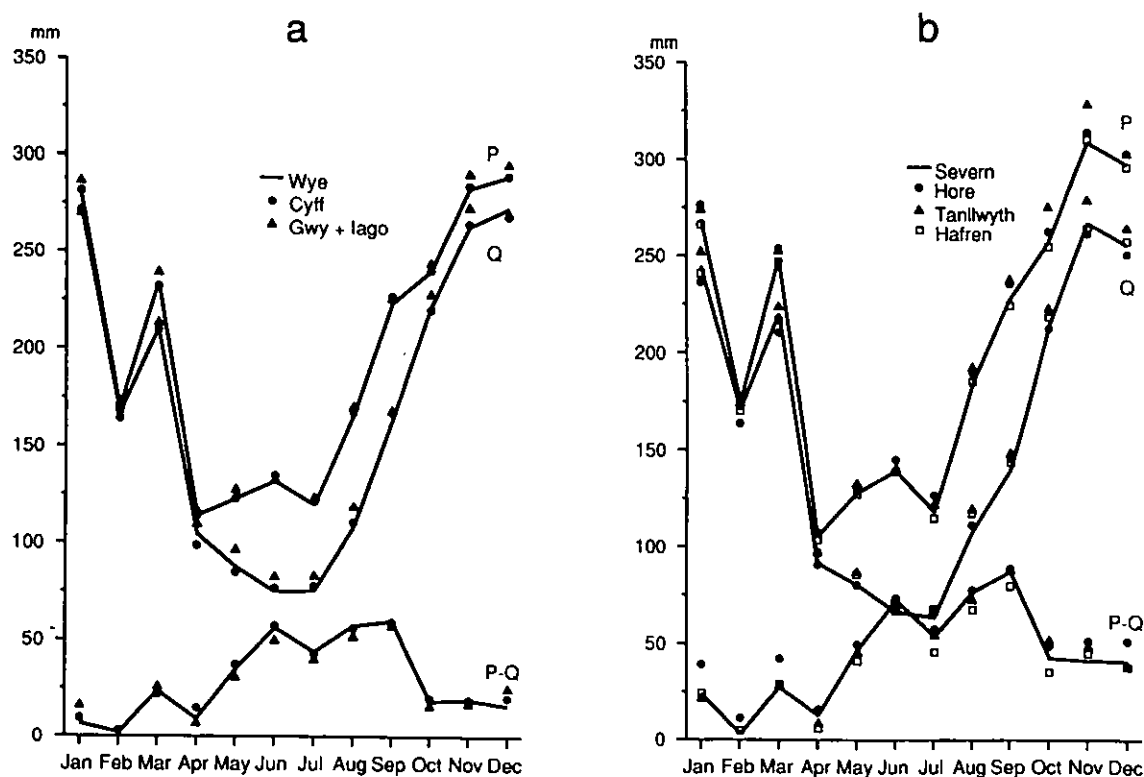 a
mm
350
300
250
200
150
100
50
0
P
Q
P-Q
Wye
Cyff
Gwy + Iago
Jan Feb Mar Apr May Jun Jul Aug Sep Oct Nov Dec
b
mm
350
300
250
200
150
100
50
0
P
Q
P-Q
Severn
Hore
Tanllwyth
Hafren
Jan Feb Mar Apr May Jun Jul Aug Sep Oct Nov Dec